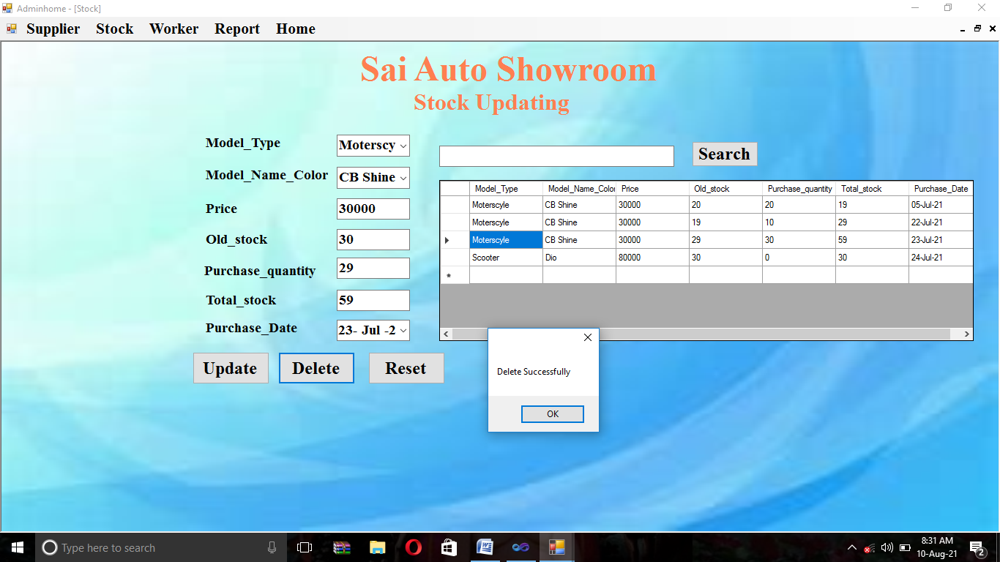 Adminhome - [Stock]
Supplier Stock Worker Report Home
Sai Auto Showroom
Stock Updating
Model_Type Moterscy
Model_Name_Color CB Shine
Price 30000
Old_stock 30
Purchase_quantity 29
Total_stock 59
Purchase_Date 23- Jul -2
Update Delete Reset
Search
Model_Type Model_Name_Color Price Old_stock Purchase_quantity Total_stock Purchase_Date
Moterscyle CB Shine 30000 20 20 19 05-Jul-21
Moterscyle CB Shine 30000 19 10 29 22-Jul-21
Moterscyle CB Shine 30000 29 30 59 23-Jul-21
Scooter Dio 80000 30 0 30 24-Jul-21
*
Delete Successfully
OK
Type here to search
8:31 AM
10-Aug-21
2